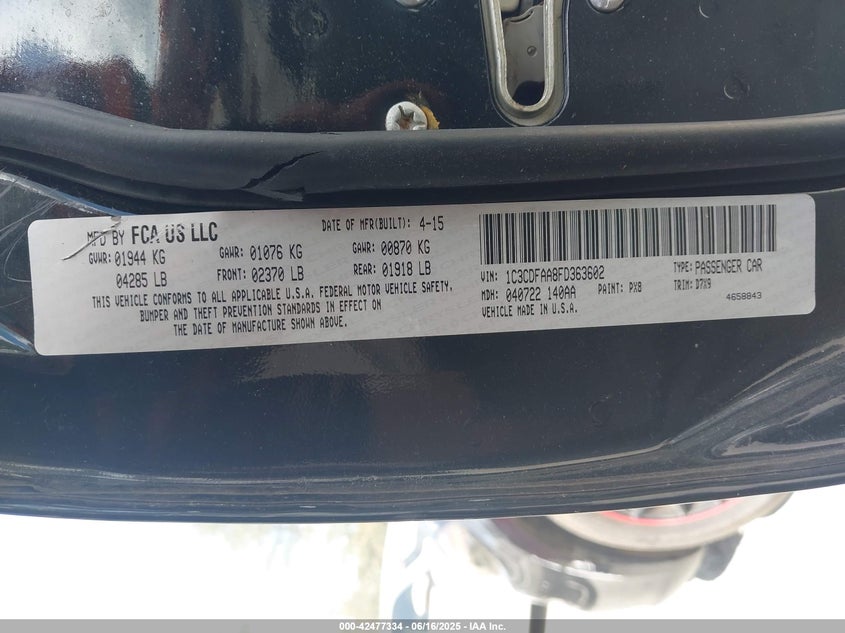 MFD BY FCA US LLC
DATE OF MFR(BUILT): 4-15
GVWR: 01944 KG
GAWR: 01076 KG
GAWR: 00870 KG
04285 LB
FRONT: 02370 LB
REAR: 01918 LB
THIS VEHICLE CONFORMS TO ALL APPLICABLE U.S.A. FEDERAL MOTOR VEHICLE SAFETY,
BUMPER AND THEFT PREVENTION STANDARDS IN EFFECT ON
THE DATE OF MANUFACTURE SHOWN ABOVE.
VIN: 1C3CDFAA8FD363602
TYPE: PASSENGER CAR
MDH: 040722 140AA
PAINT: PX8
TRIM: D7X9
VEHICLE MADE IN U.S.A.
4658843
000-42477334 - 06/16/2025 - IAA Inc.